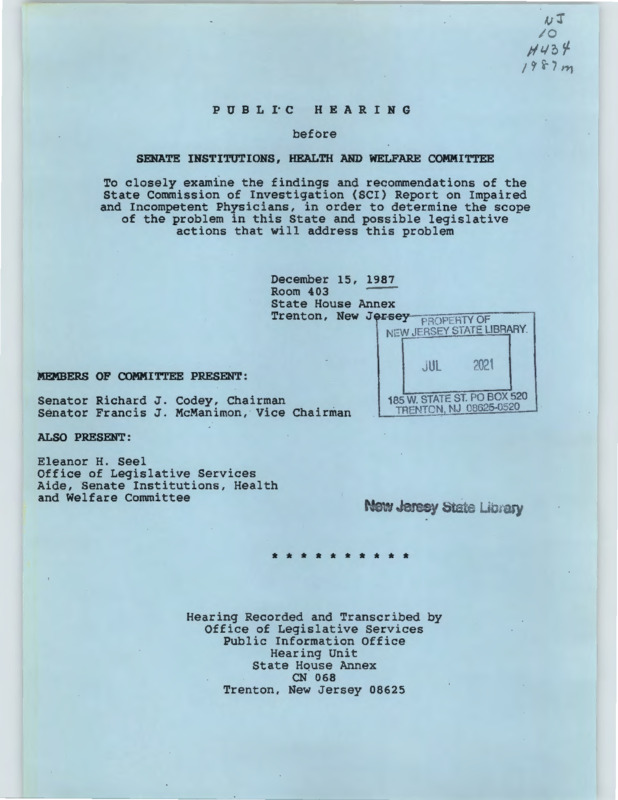 NJ
10
H434
1987m
PUBLIC HEARING
before
SENATE INSTITUTIONS, HEALTH AND WELFARE COMMITTEE
To closely examine the findings and recommendations of the
State Commission of Investigation (SCI) Report on Impaired
and Incompetent Physicians, in order to determine the scope
of the problem in this State and possible legislative
actions that will address this problem
December 15, 1987
Room 403
State House Annex
Trenton, New Jersey
PROPERTY OF
NEW JERSEY STATE LIBRARY.
JUL 2021
185 W. STATE ST. PO BOX 520
TRENTON, NJ 08625-0520
MEMBERS OF COMMITTEE PRESENT:
Senator Richard J. Codey, Chairman
Senator Francis J. McManimon, Vice Chairman
ALSO PRESENT:
Eleanor H. Seel
Office of Legislative Services
Aide, Senate Institutions, Health
and Welfare Committee
New Jersey State Library
* * * * * * * * * *
Hearing Recorded and Transcribed by
Office of Legislative Services
Public Information Office
Hearing Unit
State House Annex
CN 068
Trenton, New Jersey 08625